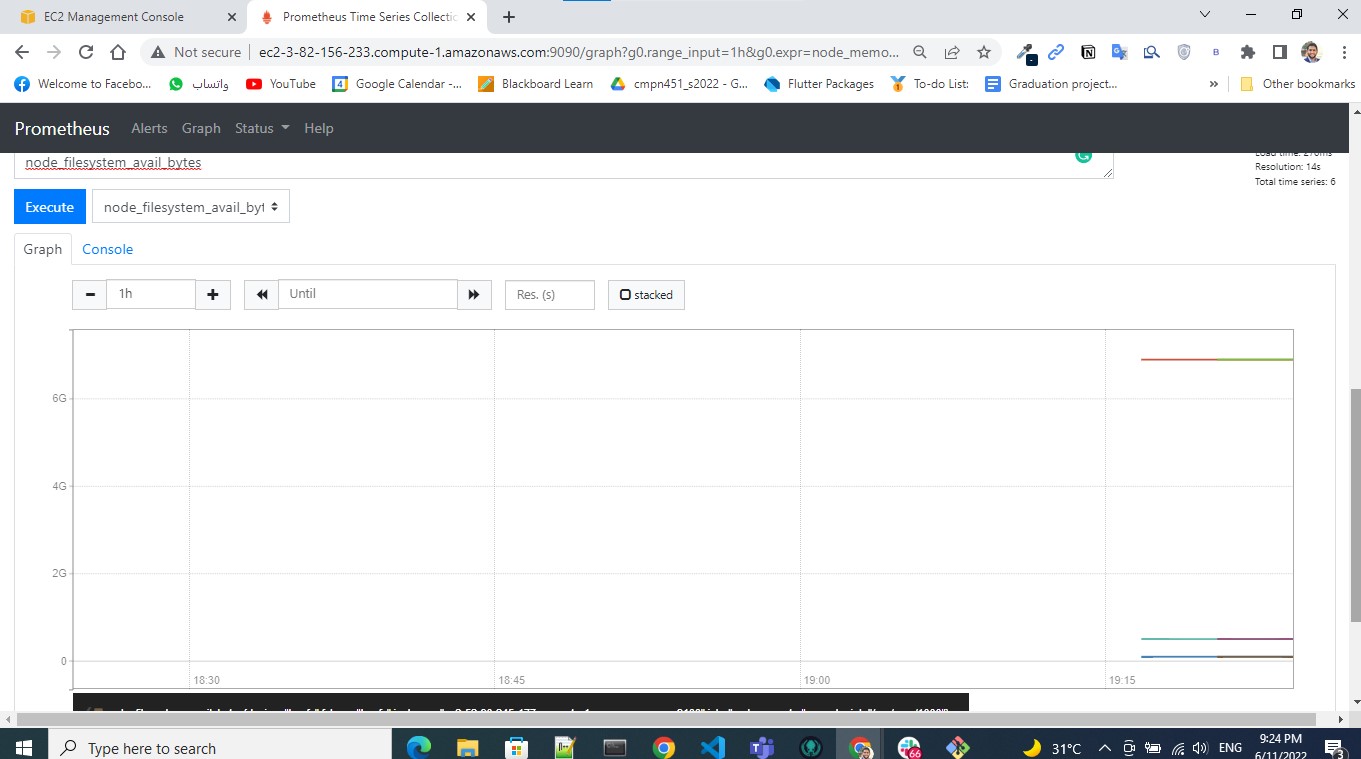 EC2 Management Console
Prometheus Time Series Collectio
Not secure
ec2-3-82-156-233.compute-1.amazonaws.com:9090/graph?g0.range_input=1h&g0.expr=node_memo...
Welcome to Facebo...
واتساب
YouTube
Google Calendar -...
Blackboard Learn
cmpn451_s2022 - G...
Flutter Packages
To-do List:
Graduation project...
»
Other bookmarks
Prometheus
Alerts
Graph
Status
Help
node_filesystem_avail_bytes
Load time: 270ms
Resolution: 14s
Total time series: 6
Execute
node_filesystem_avail_byt
Graph
Console
1h
Until
Res. (s)
stacked
6G
4G
2G
0
18:30
18:45
19:00
19:15
Type here to search
66
31°C
ENG
9:24 PM
6/11/2022
3